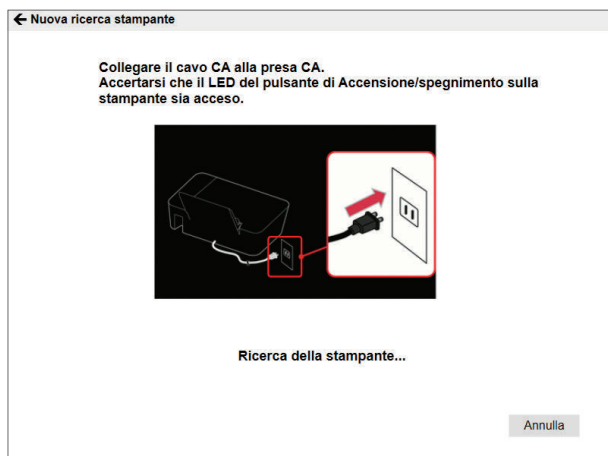 Nuova ricerca stampante
Collegare il cavo CA alla presa CA.
Accertarsi che il LED del pulsante di Accensione/spegnimento sulla
stampante sia acceso.
Ricerca della stampante...
Annulla